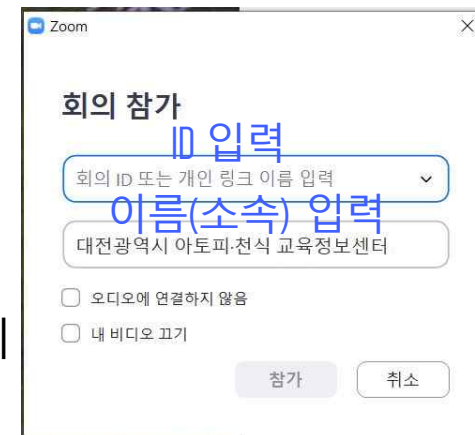 Zoom
회의 참가
ID 입력
회의 ID 또는 개인 링크 이름 입력
이름(소속) 입력
대전광역시 아토피·천식 교육정보센터
오디오에 연결하지 않음
내 비디오 끄기
참가 취소